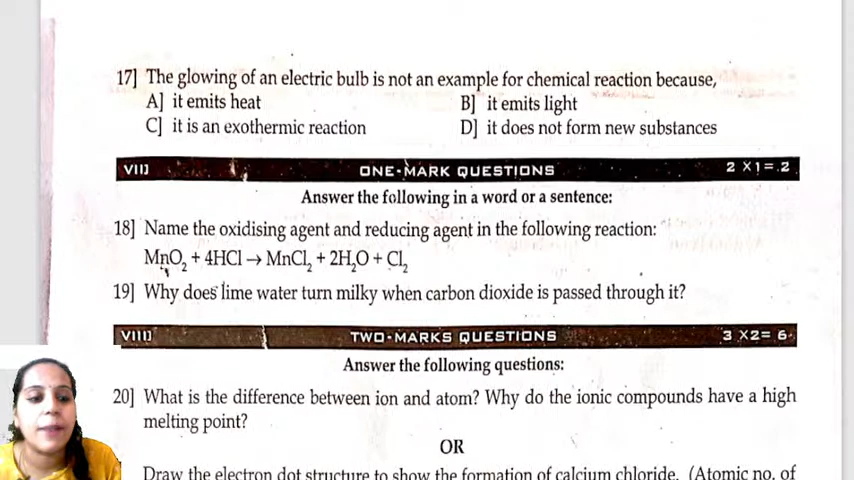 17] The glowing of an electric bulb is not an example for chemical reaction because,
A] it emits heat
B] it emits light
C] it is an exothermic reaction
D] it does not form new substances
VII] ONE-MARK QUESTIONS 2 X 1 = 2
Answer the following in a word or a sentence:
18] Name the oxidising agent and reducing agent in the following reaction:
MnO₂ + 4HCl → MnCl₂ + 2H₂O + Cl₂
19] Why does lime water turn milky when carbon dioxide is passed through it?
VIII] TWO-MARKS QUESTIONS 3 X2= 6
Answer the following questions:
20] What is the difference between ion and atom? Why do the ionic compounds have a high
melting point?
OR
Draw the electron dot structure to show the formation of calcium chloride. (Atomic no. of